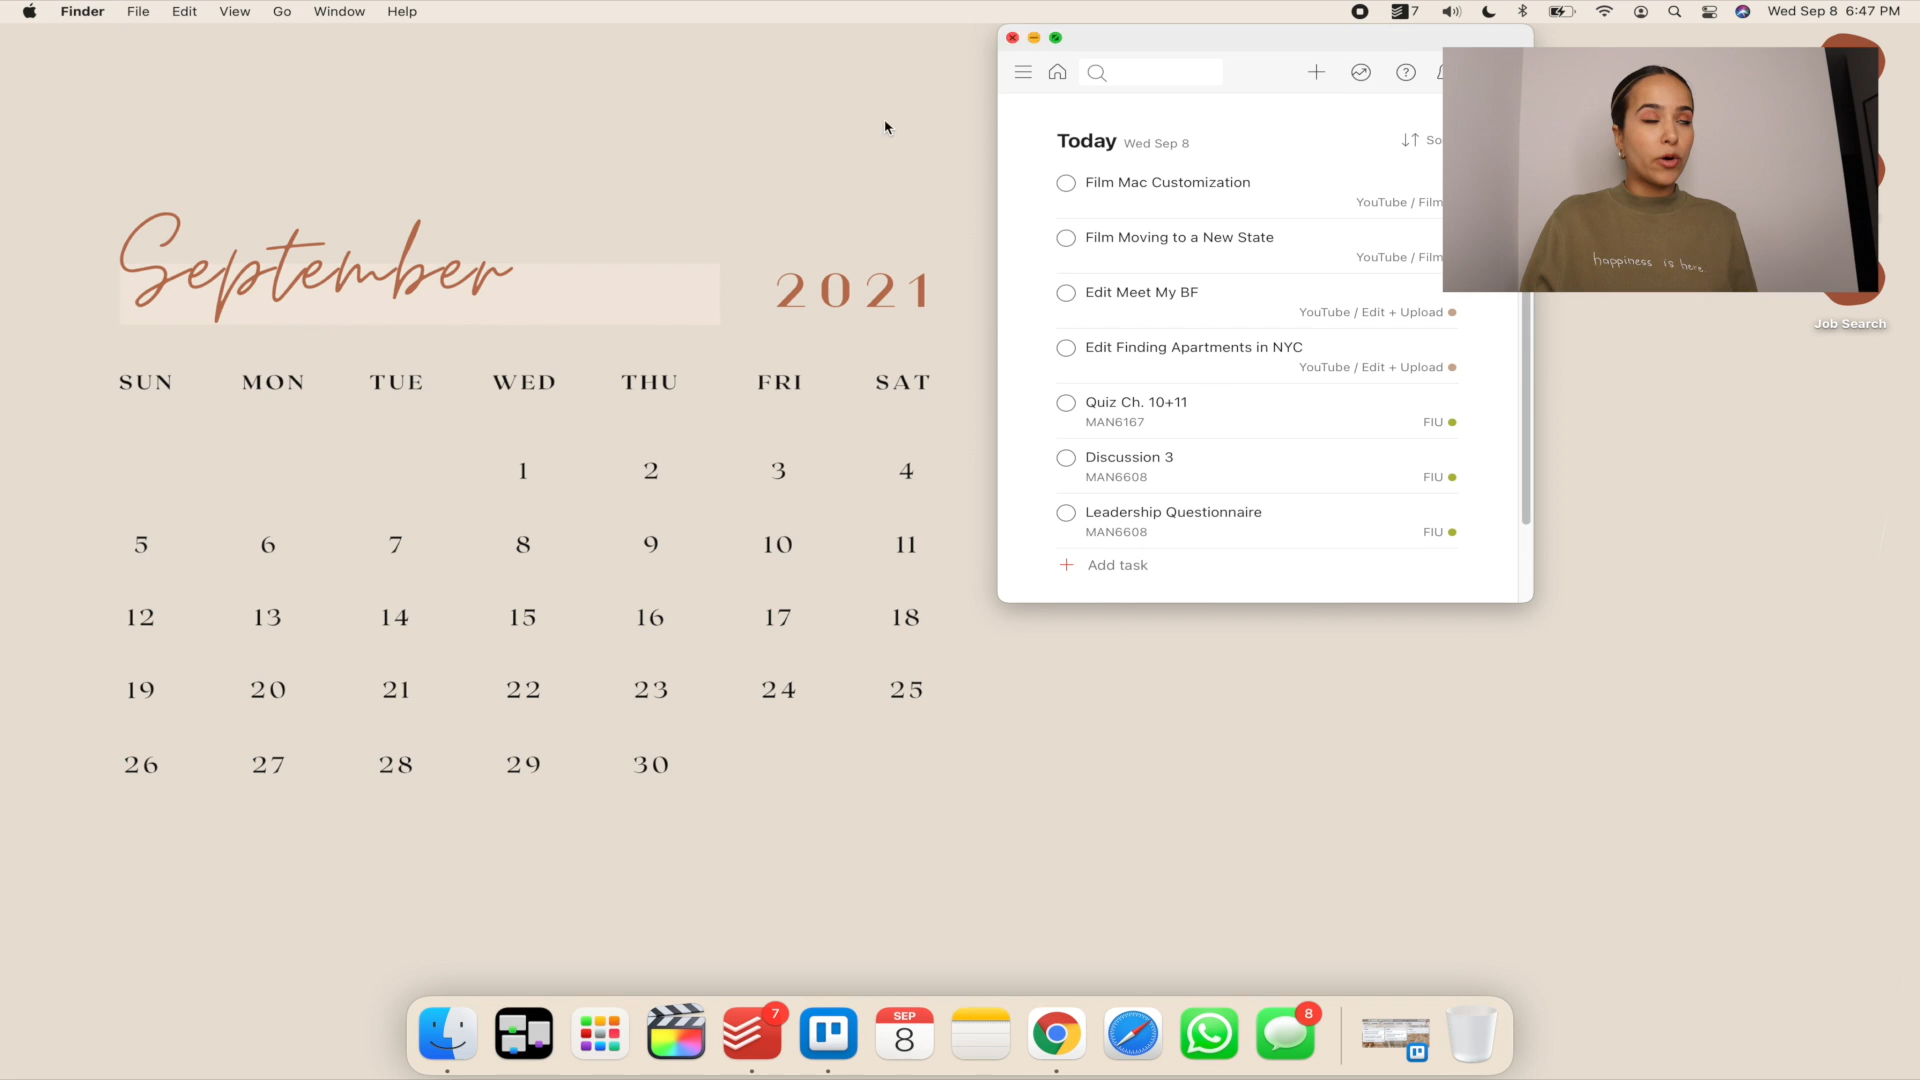 Finder File Edit View Go Window Help
7
Wed Sep 8 6:47 PM
September
2021
SUN MON TUE WED THU FRI SAT
1 2 3 4
5 6 7 8 9 10 11
12 13 14 15 16 17 18
19 20 21 22 23 24 25
26 27 28 29 30
Today Wed Sep 8
So
Film Mac Customization
YouTube / Film
Film Moving to a New State
YouTube / Film
Edit Meet My BF
YouTube / Edit + Upload
Edit Finding Apartments in NYC
YouTube / Edit + Upload
Quiz Ch. 10+11
MAN6167 FIU
Discussion 3
MAN6608 FIU
Leadership Questionnaire
MAN6608 FIU
+ Add task
happiness is here.
Job Search
7
SEP
8
8